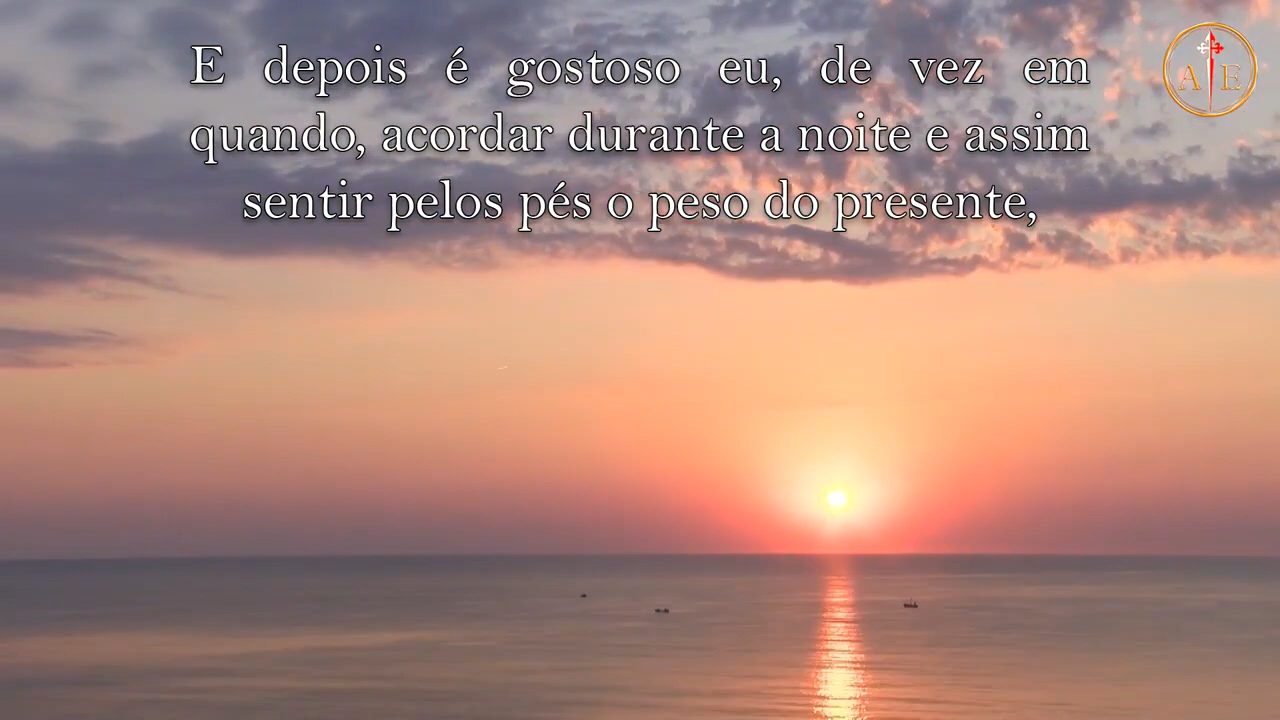 E depois é gostoso eu, de vez em
quando, acordar durante a noite e assim
sentir pelos pés o peso do presente,
A E